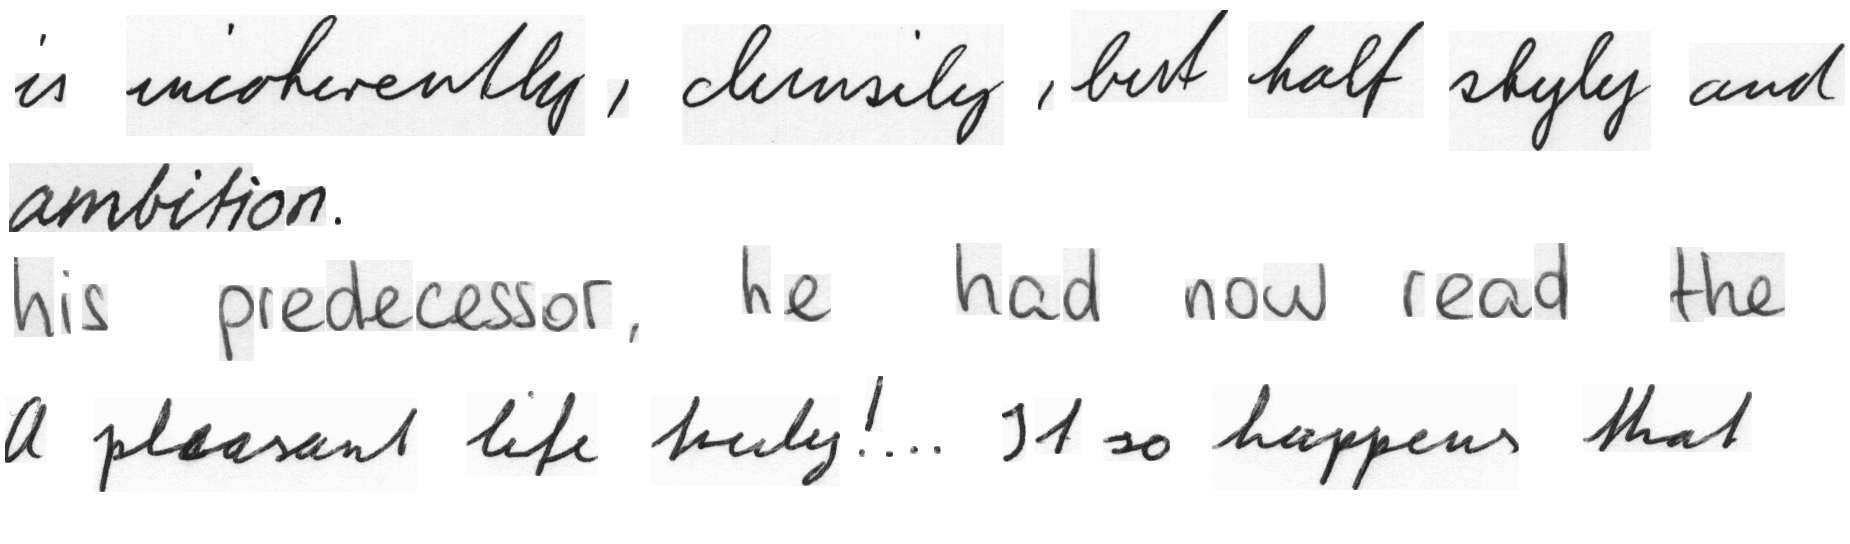 is incoherently, clumsily, but half shyly and
ambition.
his predecessor, he had now read the
A pleasant life truly!... It so happens that